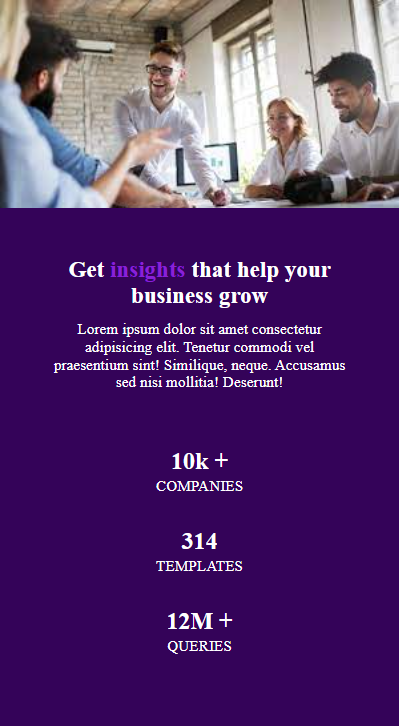 Get insights that help your
business grow
Lorem ipsum dolor sit amet consectetur
adipisicing elit. Tenetur commodi vel
praesentium sint! Similique, neque. Accusamus
sed nisi mollitia! Deserunt!
10k +
COMPANIES
314
TEMPLATES
12M +
QUERIES